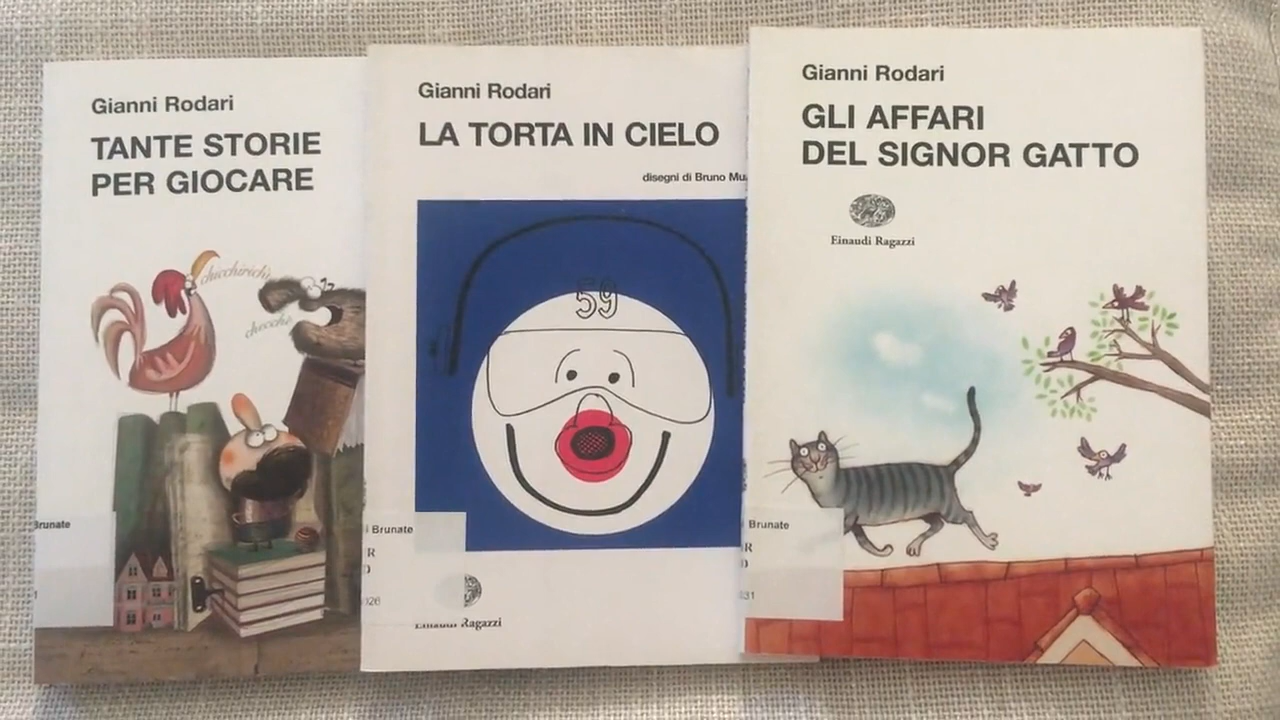 Gianni Rodari
TANTE STORIE
PER GIOCARE
chicchirichì
Brunate
Gianni Rodari
LA TORTA IN CIELO
disegni di Bruno
59
Brunate
R
Einaudi Ragazzi
Gianni Rodari
GLI AFFARI
DEL SIGNOR GATTO
Einaudi Ragazzi
Brunate
R